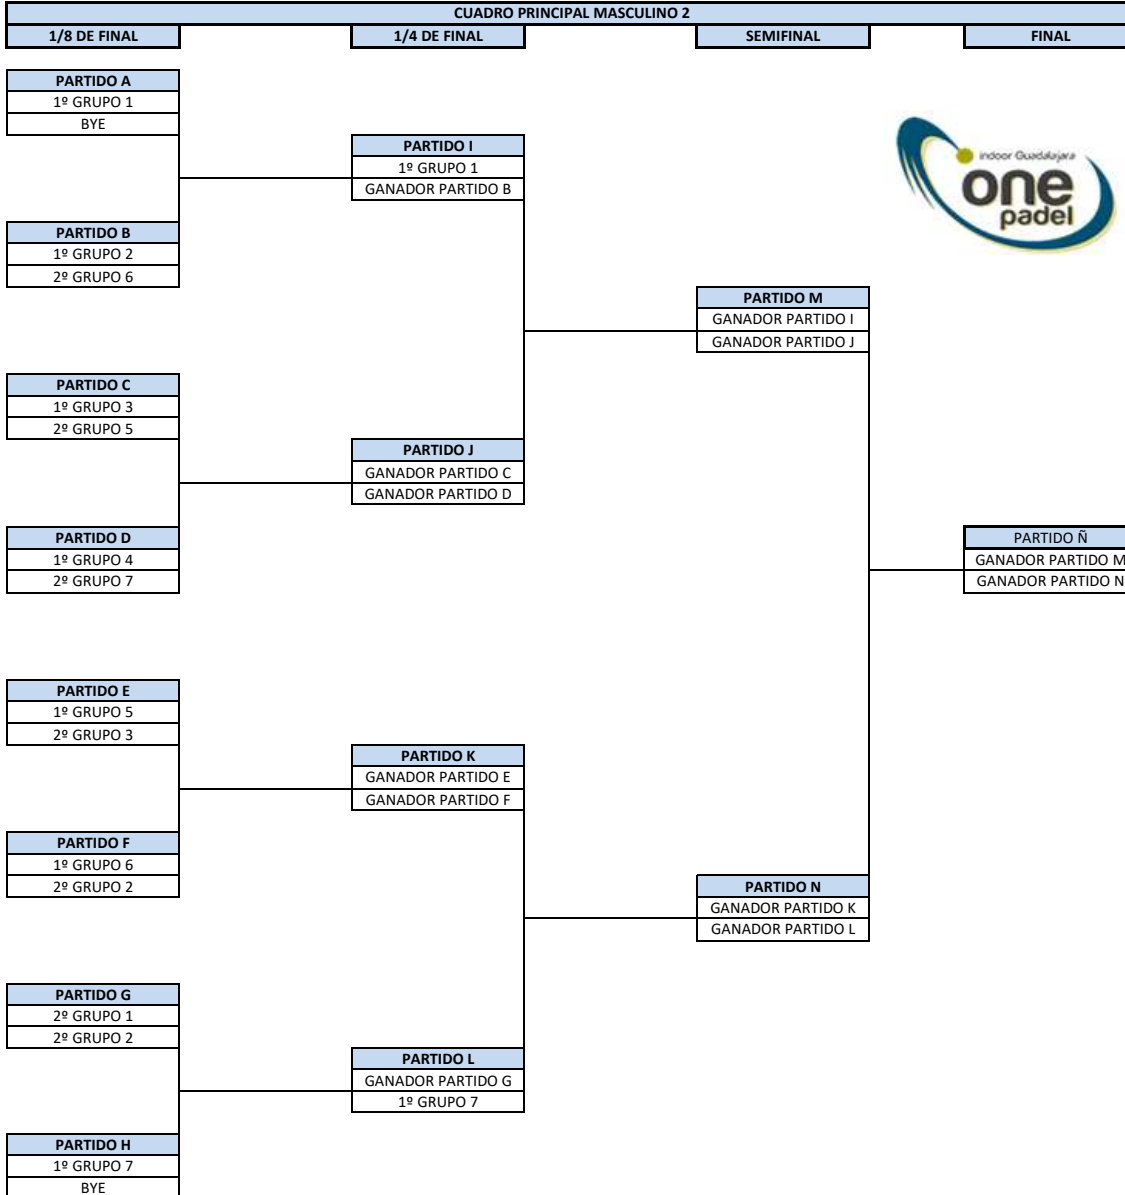 CUADRO PRINCIPAL MASCULINO 2
1/8 DE FINAL
1/4 DE FINAL
SEMIFINAL
FINAL
PARTIDO A
1º GRUPO 1
BYE
PARTIDO I
1º GRUPO 1
GANADOR PARTIDO B
indoor Guadalajara
one
padel
PARTIDO B
1º GRUPO 2
2º GRUPO 6
PARTIDO M
GANADOR PARTIDO I
GANADOR PARTIDO J
PARTIDO C
1º GRUPO 3
2º GRUPO 5
PARTIDO J
GANADOR PARTIDO C
GANADOR PARTIDO D
PARTIDO D
1º GRUPO 4
2º GRUPO 7
PARTIDO Ñ
GANADOR PARTIDO M
GANADOR PARTIDO N
PARTIDO E
1º GRUPO 5
2º GRUPO 3
PARTIDO K
GANADOR PARTIDO E
GANADOR PARTIDO F
PARTIDO F
1º GRUPO 6
2º GRUPO 2
PARTIDO N
GANADOR PARTIDO K
GANADOR PARTIDO L
PARTIDO G
2º GRUPO 1
2º GRUPO 2
PARTIDO L
GANADOR PARTIDO G
1º GRUPO 7
PARTIDO H
1º GRUPO 7
BYE